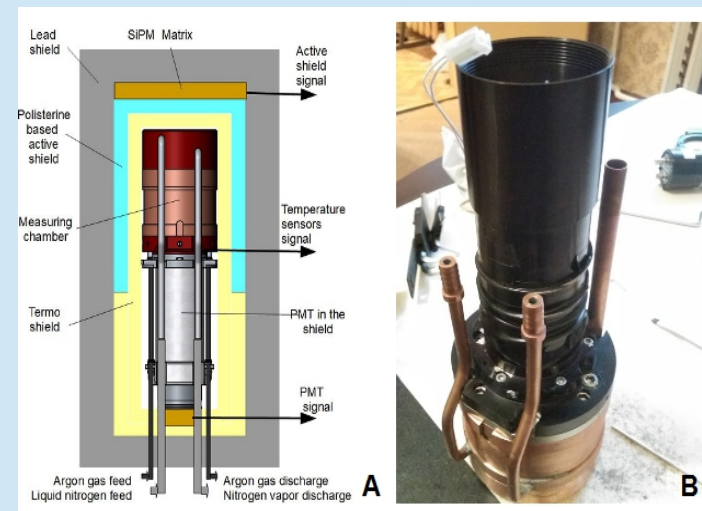 Lead
shield
SiPM Matrix
Active
shield
signal
Polisterine
based
active
shield
Measuring
chamber
Temperature
sensors
signal
Termo
shield
PMT in the
shield
PMT
signal
Argon gas feed
Liquid nitrogen feed
Argon gas discharge
Nitrogen vapor discharge
A
B